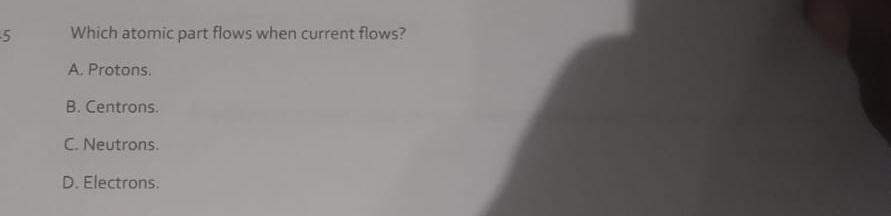 5 Which atomic part flows when current flows?
A. Protons.
B. Centrons.
C. Neutrons.
D. Electrons.